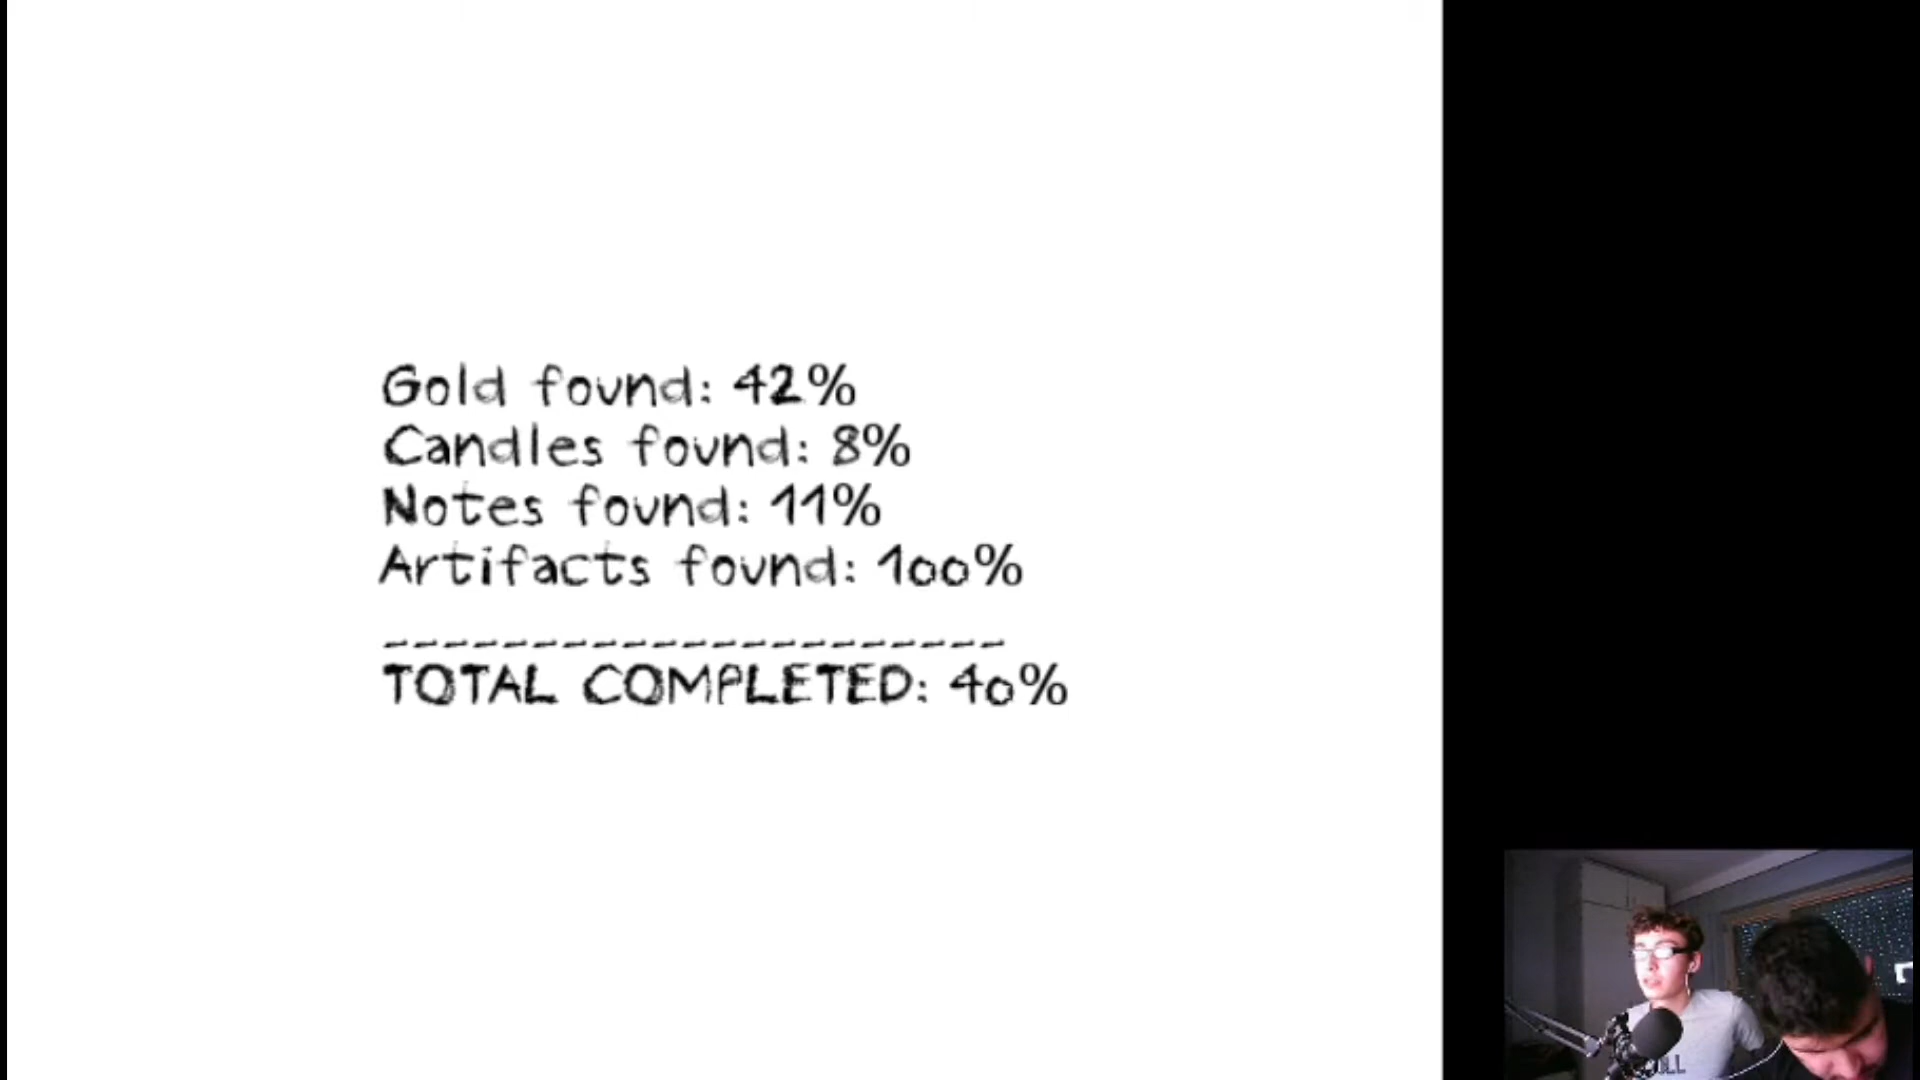 Gold found: 42%
Candles found: 8%
Notes found: 11%
Artifacts found: 100%
----------------------
TOTAL COMPLETED: 40%